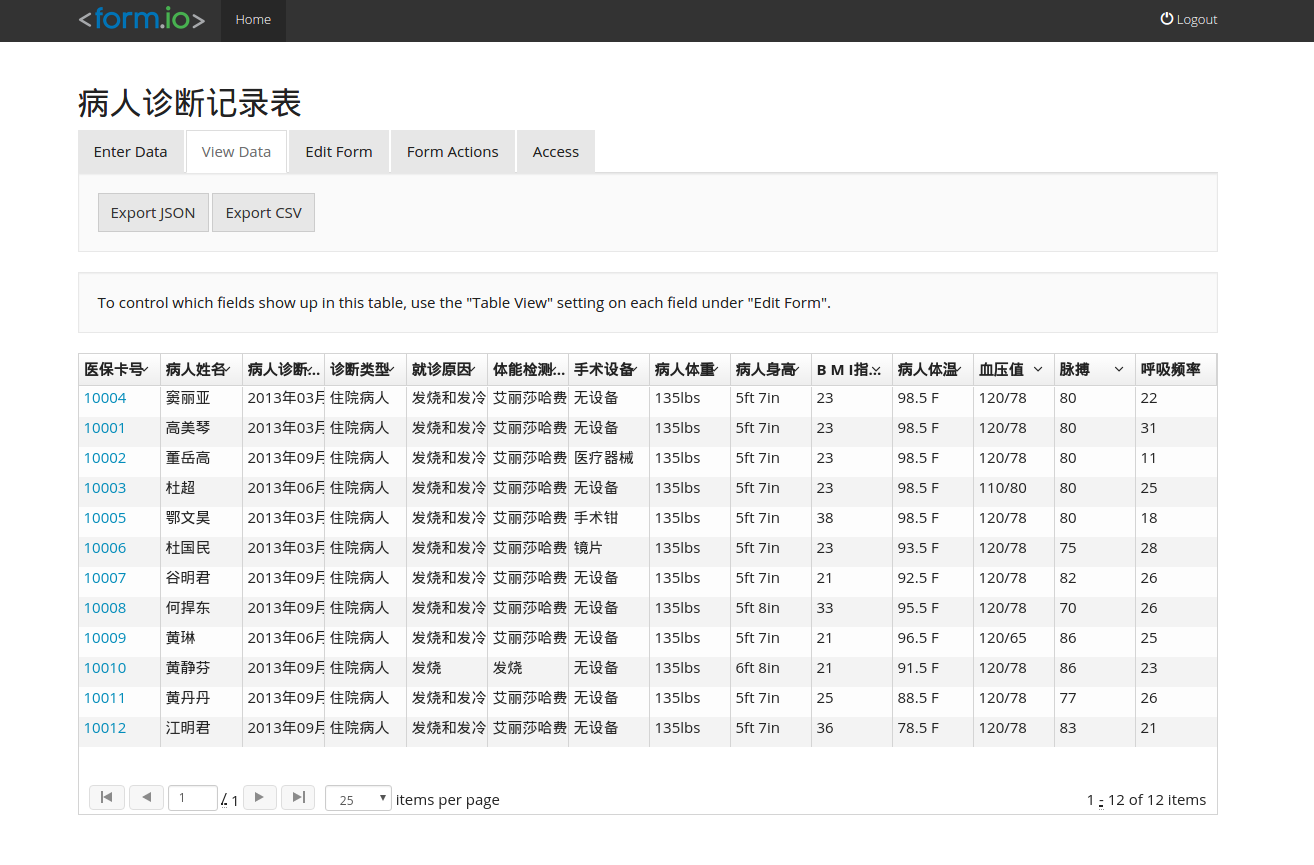 <form.io> Home Logout
病人诊断记录表
Enter Data View Data Edit Form Form Actions Access
Export JSON Export CSV
To control which fields show up in this table, use the "Table View" setting on each field under "Edit Form".
医保卡号 病人姓名 病人诊断... 诊断类型 就诊原因 体能检测... 手术设备 病人体重 病人身高 B M I指... 病人体温 血压值 脉搏 呼吸频率
10004 窦丽亚 2013年03月 住院病人 发烧和发冷 艾丽莎哈费 无设备 135lbs 5ft 7in 23 98.5 F 120/78 80 22
10001 高美琴 2013年03月 住院病人 发烧和发冷 艾丽莎哈费 无设备 135lbs 5ft 7in 23 98.5 F 120/78 80 31
10002 董岳高 2013年09月 住院病人 发烧和发冷 艾丽莎哈费 医疗器械 135lbs 5ft 7in 23 98.5 F 120/78 80 11
10003 杜超 2013年06月 住院病人 发烧和发冷 艾丽莎哈费 无设备 135lbs 5ft 7in 23 98.5 F 110/80 80 25
10005 鄂文昊 2013年03月 住院病人 发烧和发冷 艾丽莎哈费 手术钳 135lbs 5ft 7in 38 98.5 F 120/78 80 18
10006 杜国民 2013年03月 住院病人 发烧和发冷 艾丽莎哈费 镜片 135lbs 5ft 7in 23 93.5 F 120/78 75 28
10007 谷明君 2013年09月 住院病人 发烧和发冷 艾丽莎哈费 无设备 135lbs 5ft 7in 21 92.5 F 120/78 82 26
10008 何捍东 2013年09月 住院病人 发烧和发冷 艾丽莎哈费 无设备 135lbs 5ft 8in 33 95.5 F 120/78 70 26
10009 黄琳 2013年06月 住院病人 发烧和发冷 艾丽莎哈费 无设备 135lbs 5ft 7in 21 96.5 F 120/65 86 25
10010 黄静芬 2013年09月 住院病人 发烧 发烧 无设备 135lbs 6ft 8in 21 91.5 F 120/78 86 23
10011 黄丹丹 2013年09月 住院病人 发烧和发冷 艾丽莎哈费 无设备 135lbs 5ft 7in 25 88.5 F 120/78 77 26
10012 江明君 2013年09月 住院病人 发烧和发冷 艾丽莎哈费 无设备 135lbs 5ft 7in 36 78.5 F 120/78 83 21
1 / 1 25 items per page 1 - 12 of 12 items